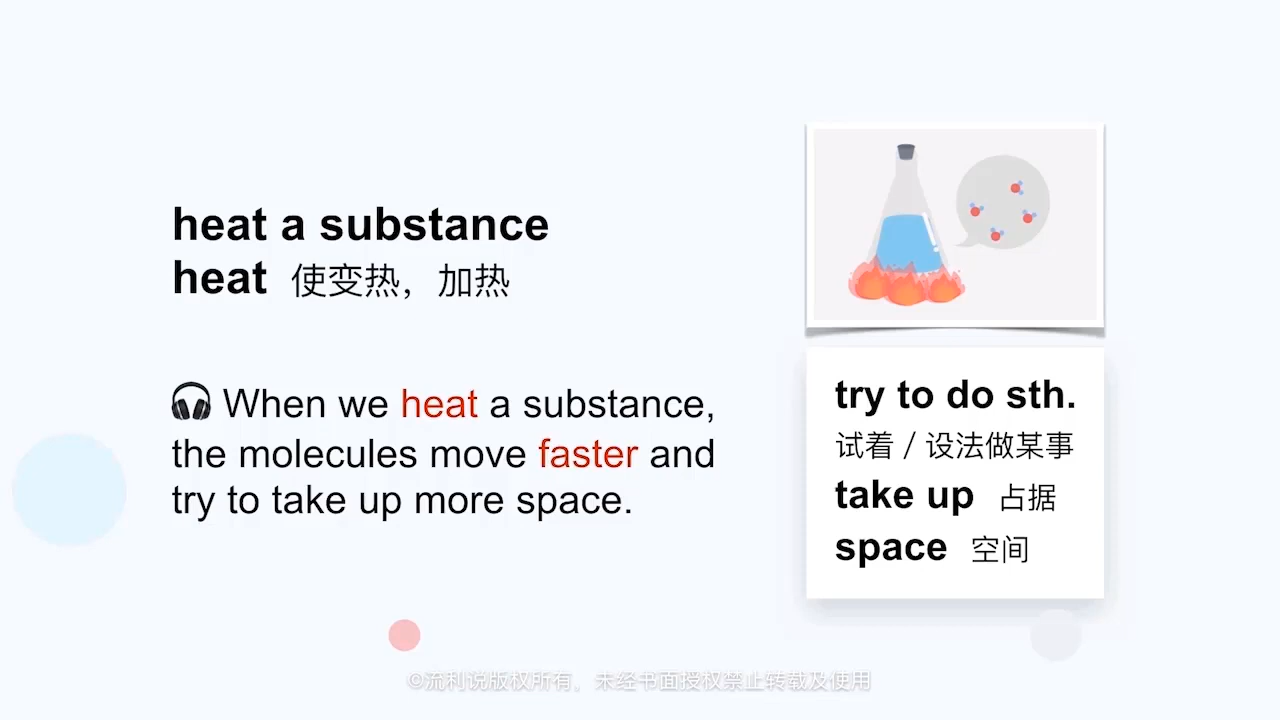 heat a substance
heat 使变热，加热
🎧 When we heat a substance,
the molecules move faster and
try to take up more space.
try to do sth.
试着 / 设法做某事
take up 占据
space 空间
©流利说版权所有，未经书面授权禁止转载及使用